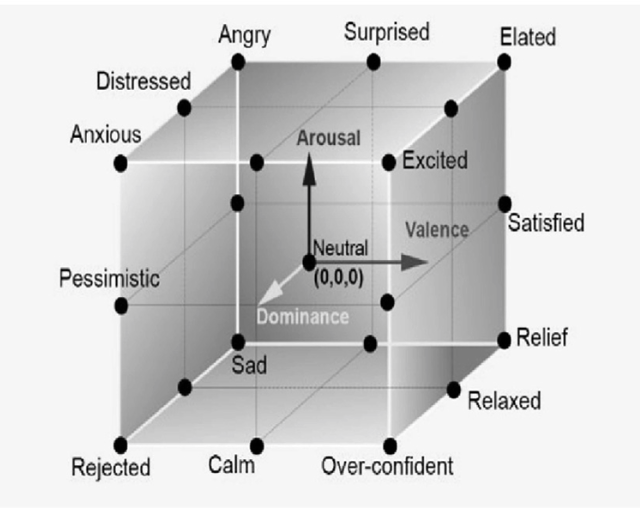 Angry
Surprised
Elated
Distressed
Anxious
Arousal
Excited
Valence
Satisfied
Neutral
(0,0,0)
Pessimistic
Dominance
Sad
Relief
Relaxed
Rejected
Calm
Over-confident